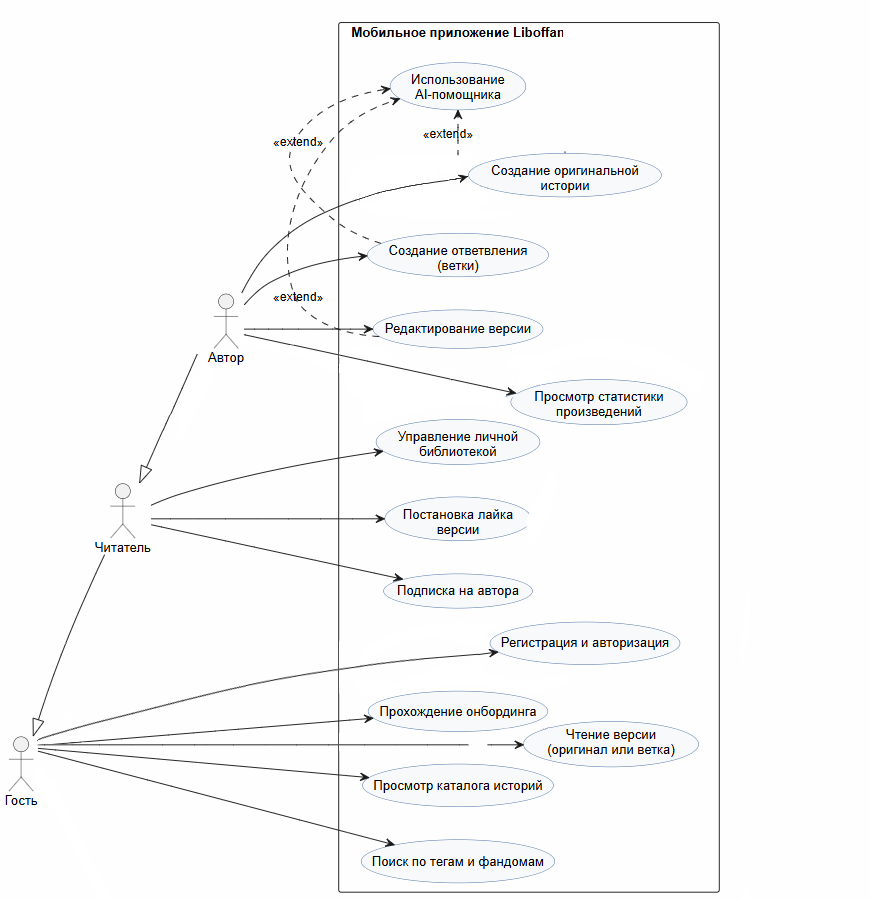 Мобильное приложение Liboffan
Использование
AI-помощника
«extend»
«extend»
Создание оригинальной
истории
Создание ответвления
(ветки)
«extend»
Редактирование версии
Автор
Просмотр статистики
произведений
Управление личной
библиотекой
Постановка лайка
версии
Читатель
Подписка на автора
Регистрация и авторизация
Прохождение онбординга
Чтение версии
(оригинал или ветка)
Просмотр каталога историй
Гость
Поиск по тегам и фандомам